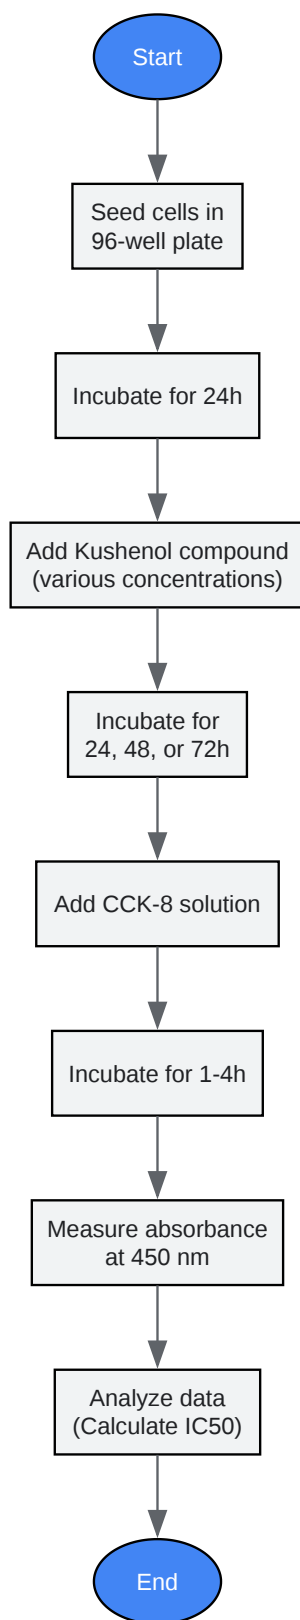 Start
Seed cells in
96-well plate
Incubate for 24h
Add Kushenol compound
(various concentrations)
Incubate for
24, 48, or 72h
Add CCK-8 solution
Incubate for 1-4h
Measure absorbance
at 450 nm
Analyze data
(Calculate IC50)
End